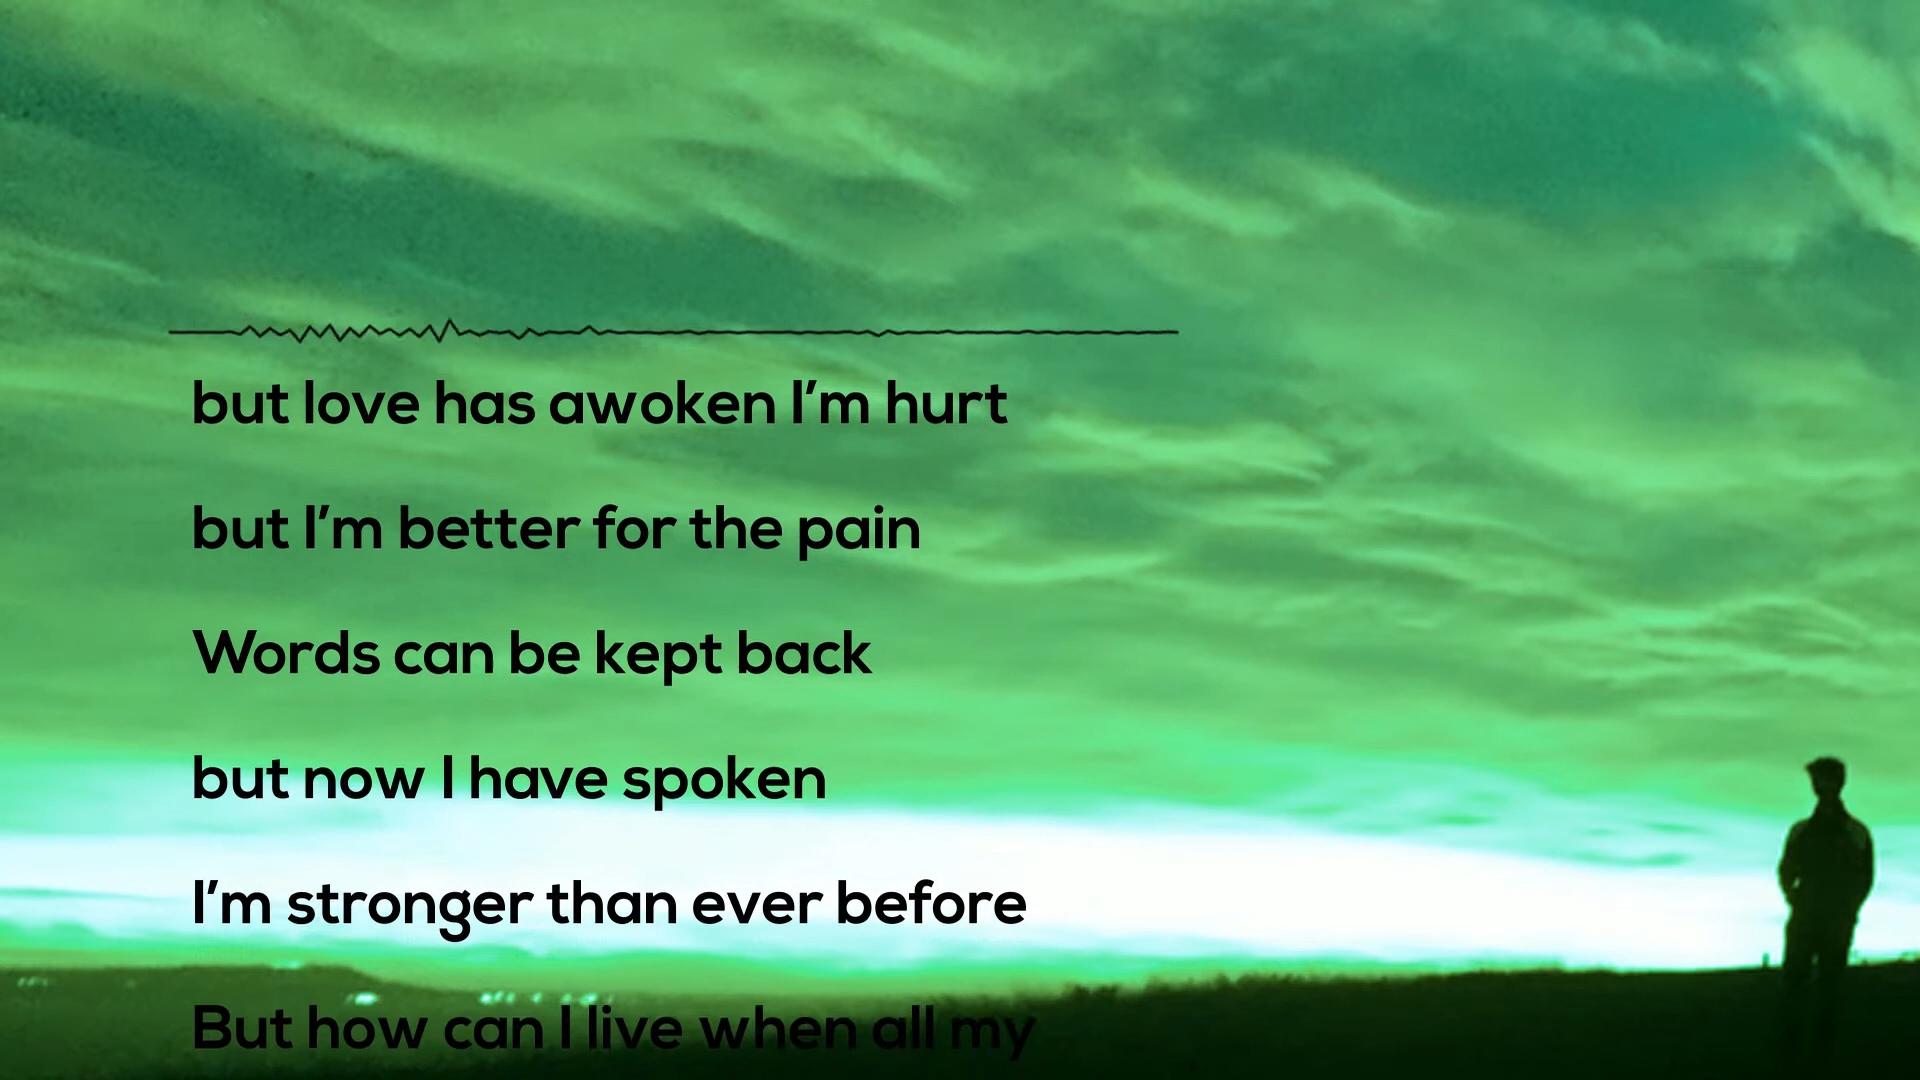 but love has awoken I’m hurt
but I’m better for the pain
Words can be kept back
but now I have spoken
I’m stronger than ever before
But how can I live when all my